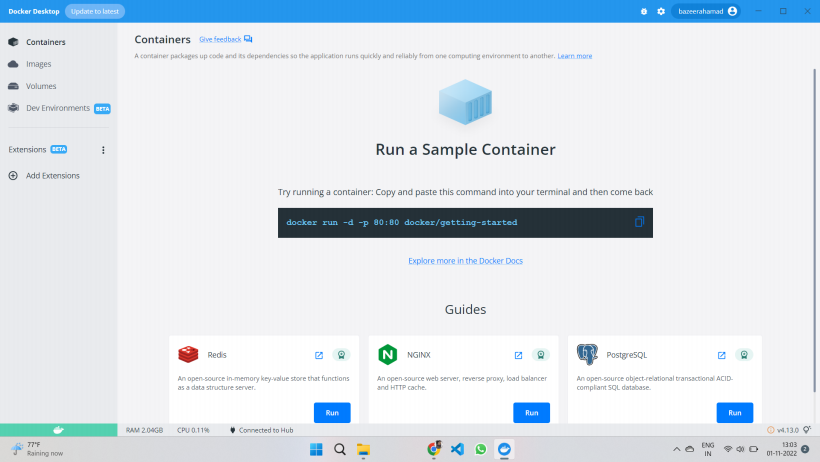 Docker Desktop Update to latest bazeerahamad
Containers
Images
Volumes
Dev Environments BETA
Extensions BETA
Add Extensions
Containers Give feedback
A container packages up code and its dependencies so the application runs quickly and reliably from one computing environment to another. Learn more
Run a Sample Container
Try running a container: Copy and paste this command into your terminal and then come back
docker run -d -p 80:80 docker/getting-started
Explore more in the Docker Docs
Guides
Redis
An open-source in-memory key-value store that functions
as a data structure server.
Run
NGINX
An open-source web server, reverse proxy, load balancer
and HTTP cache.
Run
PostgreSQL
An open-source object-relational transactional ACID-
compliant SQL database.
Run
RAM 2.04GB CPU 0.11% Connected to Hub v4.13.0
77°F
Raining now
ENG
IN
13:03
01-11-2022
2